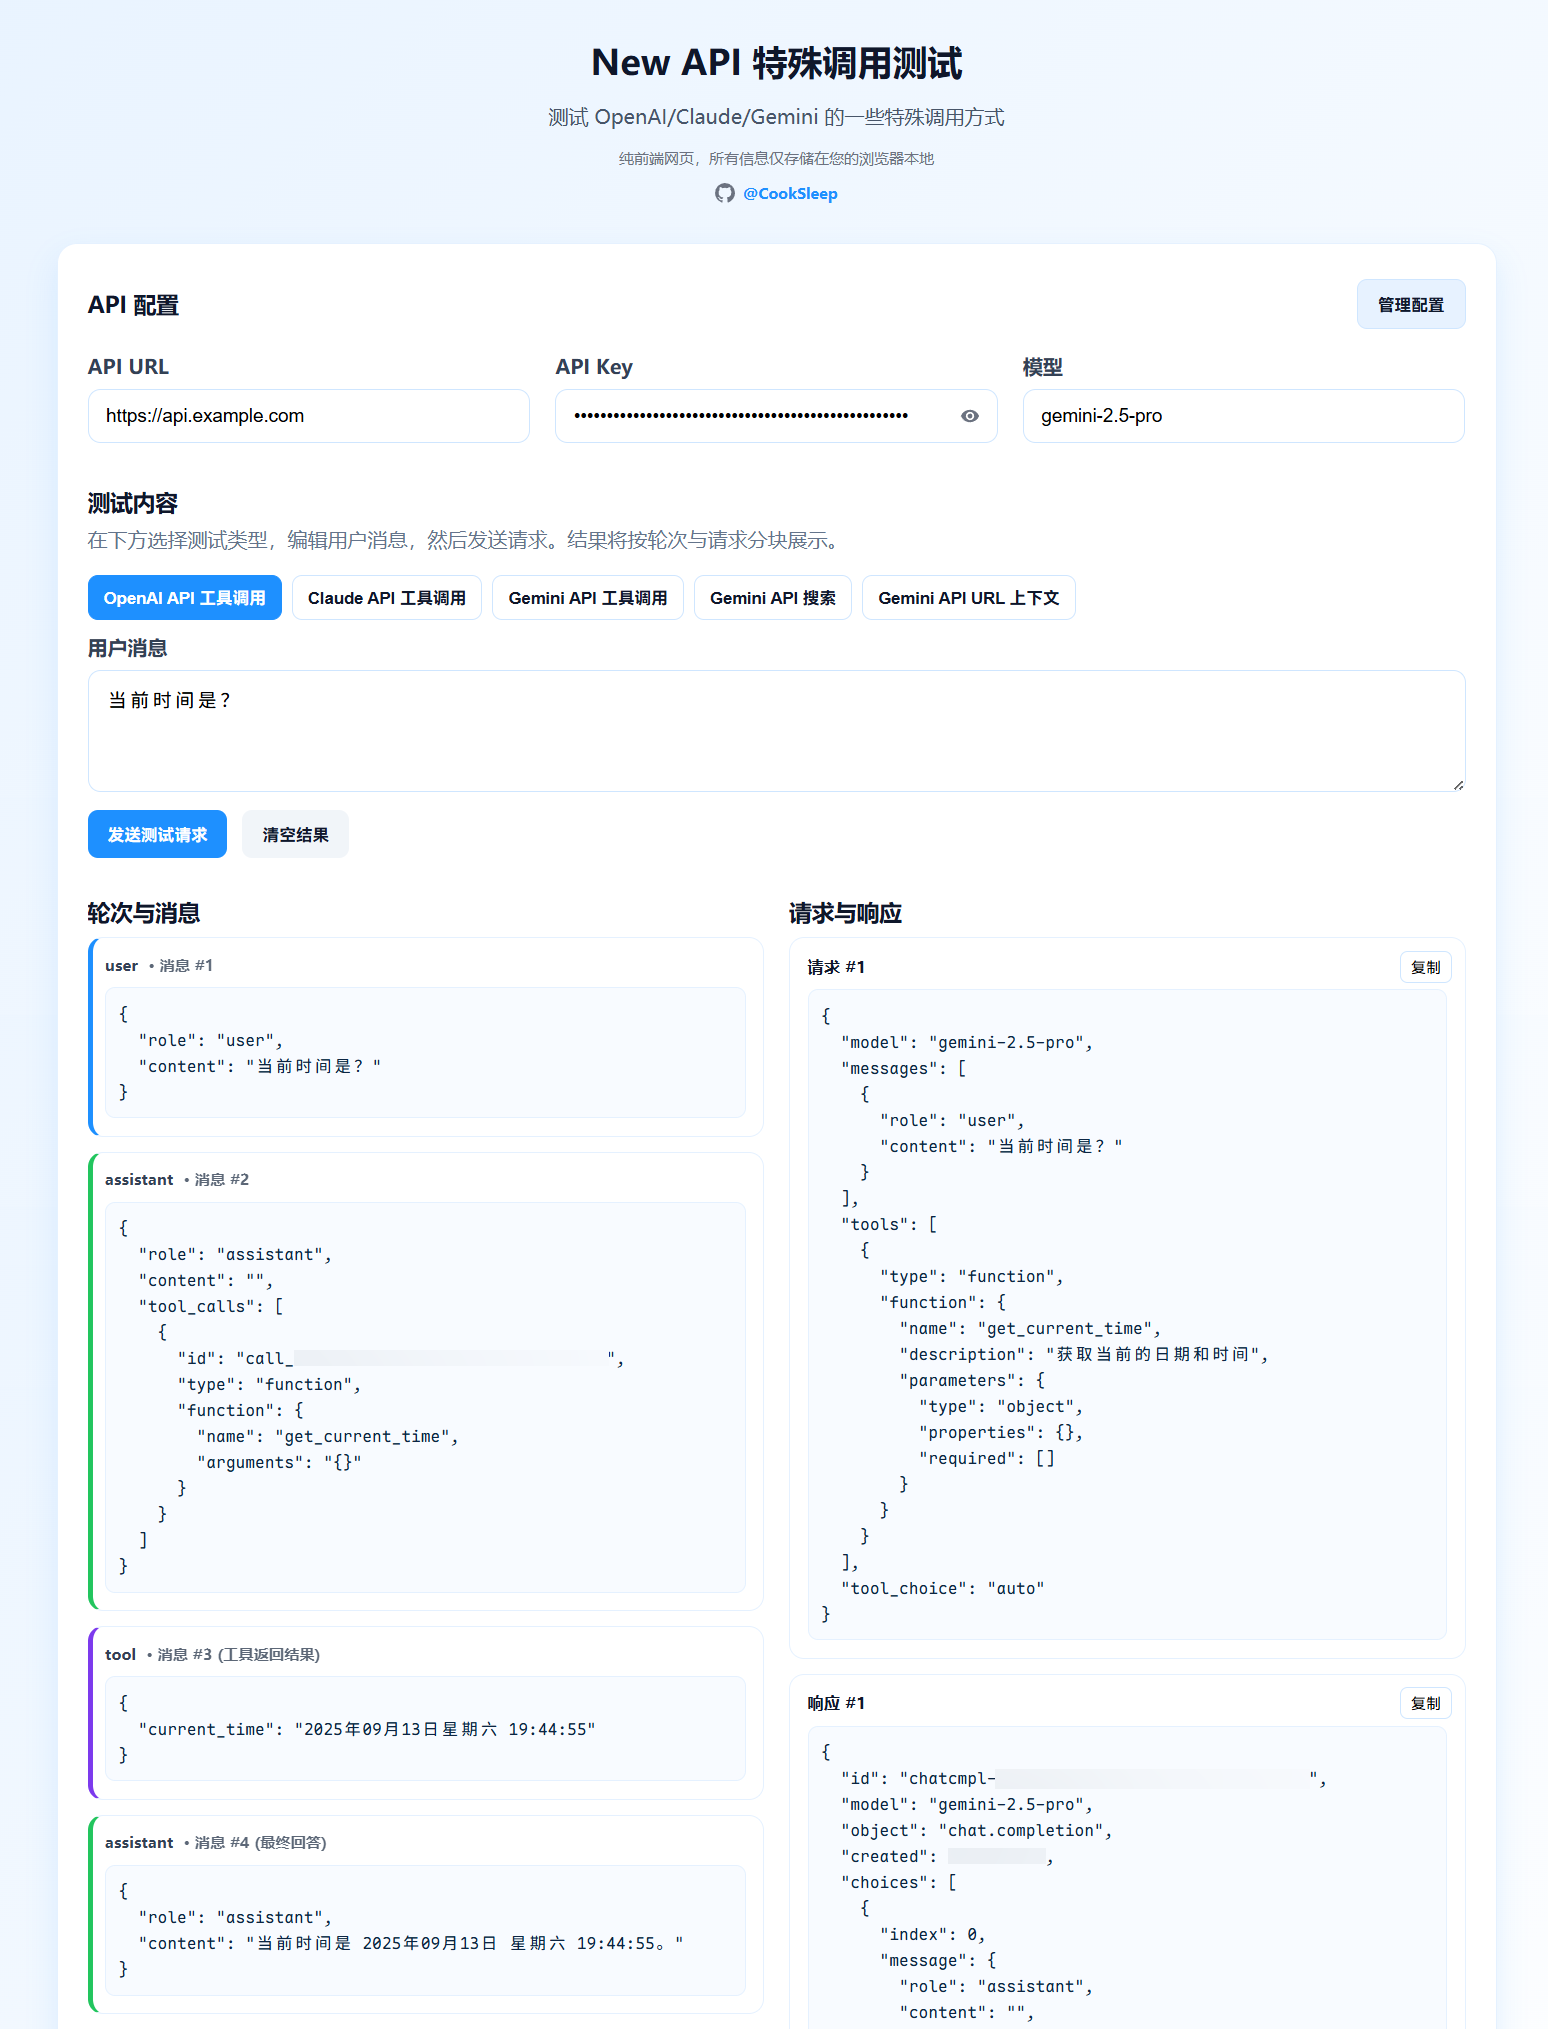 New API 特殊调用测试
测试 OpenAI/Claude/Gemini 的一些特殊调用方式
纯前端网页，所有信息仅存储在您的浏览器本地
@CookSleep
API 配置
管理配置
API URL
API Key
模型
https://api.example.com
gemini-2.5-pro
测试内容
在下方选择测试类型，编辑用户消息，然后发送请求。结果将按轮次与请求分块展示。
OpenAI API 工具调用
Claude API 工具调用
Gemini API 工具调用
Gemini API 搜索
Gemini API URL 上下文
用户消息
当前时间是？
发送测试请求
清空结果
轮次与消息
user • 消息 #1
{
"role": "user",
"content": "当前时间是？"
}
assistant • 消息 #2
{
"role": "assistant",
"content": "",
"tool_calls": [
{
"id": "call_",
"type": "function",
"function": {
"name": "get_current_time",
"arguments": "{}"
}
}
]
}
tool • 消息 #3 (工具返回结果)
{
"current_time": "2025年09月13日星期六 19:44:55"
}
assistant • 消息 #4 (最终回答)
{
"role": "assistant",
"content": "当前时间是 2025年09月13日 星期六 19:44:55。"
}
请求与响应
请求 #1
复制
{
"model": "gemini-2.5-pro",
"messages": [
{
"role": "user",
"content": "当前时间是？"
}
],
"tools": [
{
"type": "function",
"function": {
"name": "get_current_time",
"description": "获取当前的日期和时间",
"parameters": {
"type": "object",
"properties": {},
"required": []
}
}
}
],
"tool_choice": "auto"
}
响应 #1
复制
{
"id": "chatcmpl-",
"model": "gemini-2.5-pro",
"object": "chat.completion",
"created": ,
"choices": [
{
"index": 0,
"message": {
"role": "assistant",
"content": "",